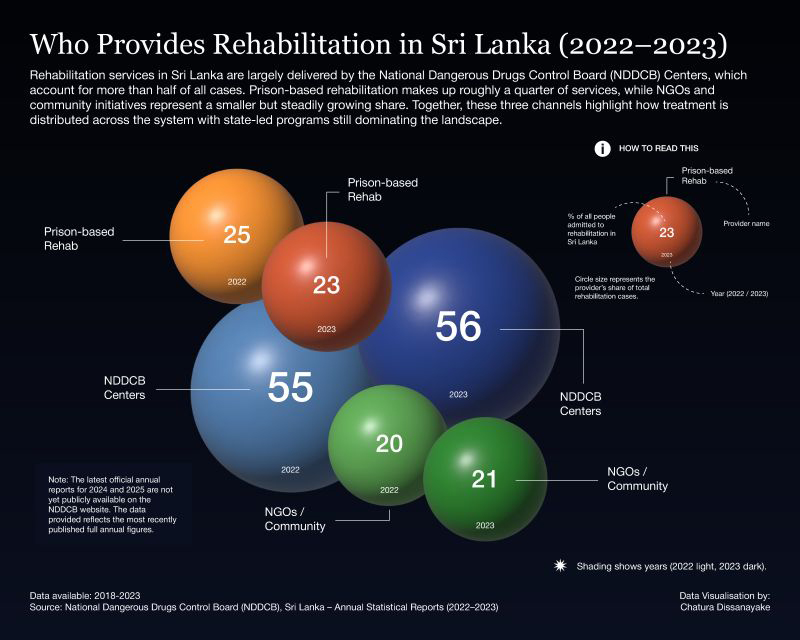 Who Provides Rehabilitation in Sri Lanka (2022–2023)
Rehabilitation services in Sri Lanka are largely delivered by the National Dangerous Drugs Control Board (NDDCB) Centers, which
account for more than half of all cases. Prison-based rehabilitation makes up roughly a quarter of services, while NGOs and
community initiatives represent a smaller but steadily growing share. Together, these three channels highlight how treatment is
distributed across the system with state-led programs still dominating the landscape.
i HOW TO READ THIS
Prison-based
Rehab
% of all people
admitted to
rehabilitation in
Sri Lanka
23
2023
Provider name
Circle size represents the
provider's share of total
rehabilitation cases.
Year (2022 / 2023)
Prison-based
Rehab
25
2022
Prison-based
Rehab
23
2023
56
2023
NDDCB
Centers
NDDCB
Centers
55
2022
20
2022
NGOs /
Community
21
2023
NGOs /
Community
Note: The latest official annual
reports for 2024 and 2025 are not
yet publicly available on the
NDDCB website. The data
provided reflects the most recently
published full annual figures.
Shading shows years (2022 light, 2023 dark).
Data available: 2018-2023
Source: National Dangerous Drugs Control Board (NDDCB), Sri Lanka – Annual Statistical Reports (2022–2023)
Data Visualisation by:
Chatura Dissanayake